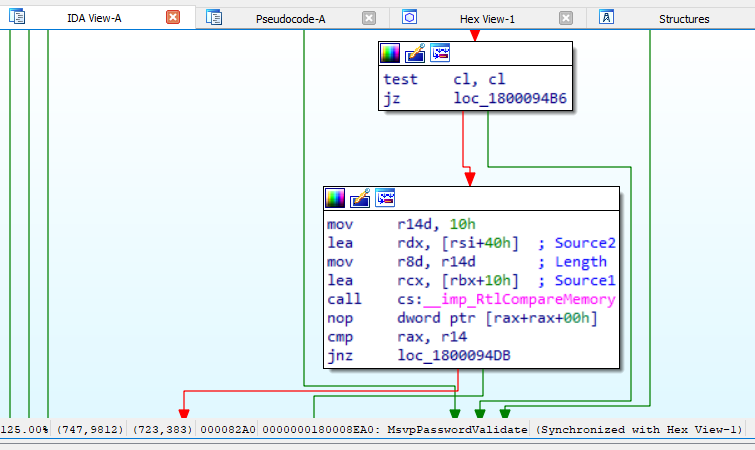 IDA View-A Pseudocode-A Hex View-1 Structures
test cl, cl
jz loc_1800094B6
mov r14d, 10h
lea rdx, [rsi+40h] ; Source2
mov r8d, r14d ; Length
lea rcx, [rbx+10h] ; Source1
call cs:__imp_RtlCompareMemory
nop dword ptr [rax+rax+00h]
cmp rax, r14
jnz loc_1800094DB
125.00% (747,9812) (723,383) 000082A0 0000000180008EA0: MsvpPasswordValidate (Synchronized with Hex View-1)